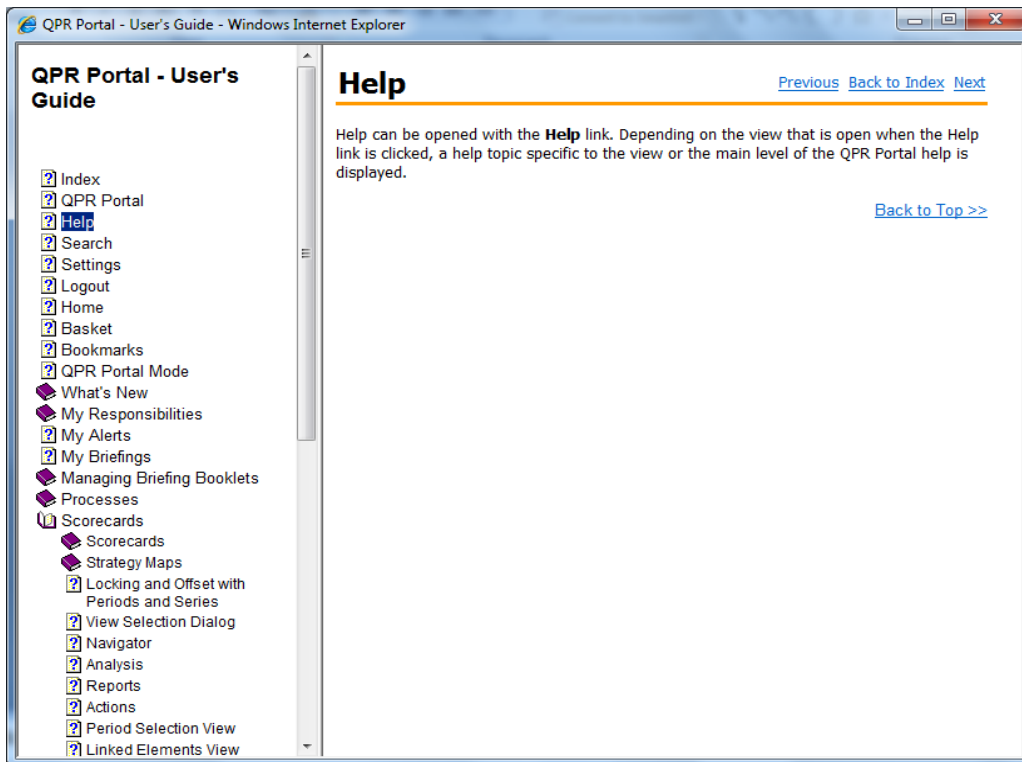 QPR Portal - User's Guide - Windows Internet Explorer
QPR Portal - User's
Guide
Index
QPR Portal
Help
Search
Settings
Logout
Home
Basket
Bookmarks
QPR Portal Mode
What's New
My Responsibilities
My Alerts
My Briefings
Managing Briefing Booklets
Processes
Scorecards
Scorecards
Strategy Maps
Locking and Offset with
Periods and Series
View Selection Dialog
Navigator
Analysis
Reports
Actions
Period Selection View
Linked Elements View
Help
Previous Back to Index Next
Help can be opened with the Help link. Depending on the view that is open when the Help
link is clicked, a help topic specific to the view or the main level of the QPR Portal help is
displayed.
Back to Top >>